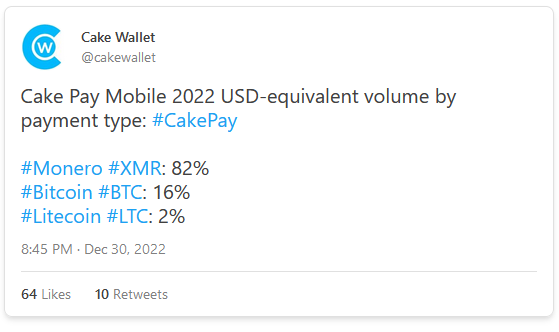 CW
Cake Wallet
@cakewallet
Cake Pay Mobile 2022 USD-equivalent volume by
payment type: #CakePay
#Monero #XMR: 82%
#Bitcoin #BTC: 16%
#Litecoin #LTC: 2%
8:45 PM · Dec 30, 2022
64 Likes 10 Retweets